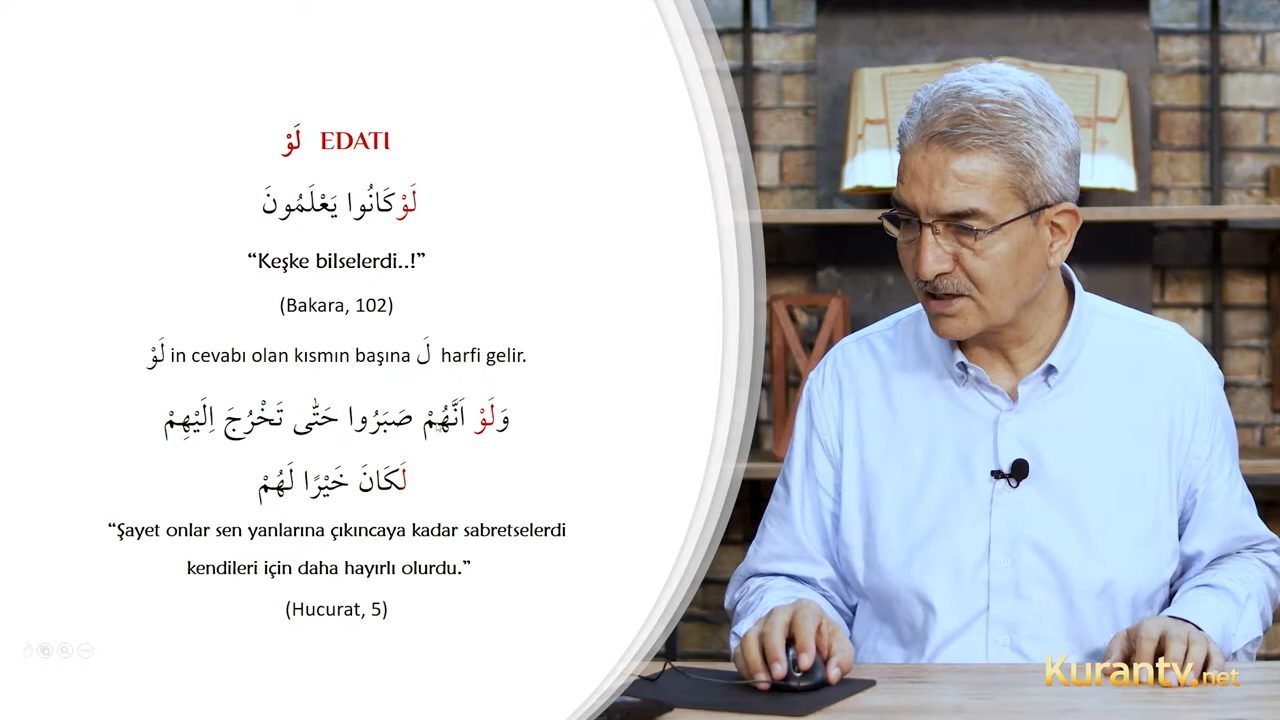 لَوْ EDATI
لَوْ كَانُوا يَعْلَمُونَ
“Keşke bilselerdi..!”
(Bakara, 102)
لَوْ in cevabı olan kısmın başına لَ harfi gelir.
وَلَوْ اَنَّهُمْ صَبَرُوا حَتّٰى تَخْرُجَ اِلَيْهِمْ
لَكَانَ خَيْرًا لَهُمْ
“Şayet onlar sen yanlarına çıkıncaya kadar sabretselerdi
kendileri için daha hayırlı olurdu.”
(Hucurat, 5)
Kurantv.net